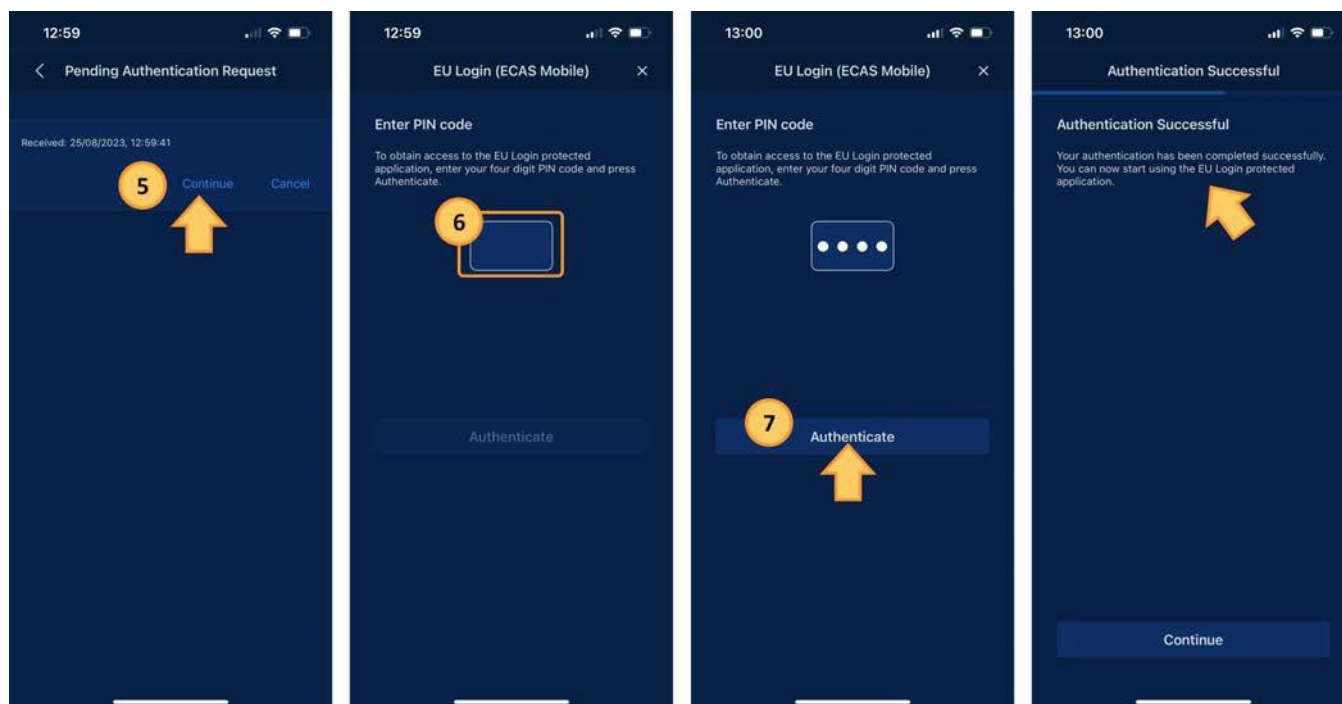 12:59
Pending Authentication Request
Received: 25/08/2023, 12:59:41
5
Continue
Cancel
12:59
EU Login (ECAS Mobile)
Enter PIN code
To obtain access to the EU Login protected
application, enter your four digit PIN code and press
Authenticate.
6
Authenticate
13:00
EU Login (ECAS Mobile)
Enter PIN code
To obtain access to the EU Login protected
application, enter your four digit PIN code and press
Authenticate.
7
Authenticate
13:00
Authentication Successful
Authentication Successful
Your authentication has been completed successfully.
You can now start using the EU Login protected
application.
Continue